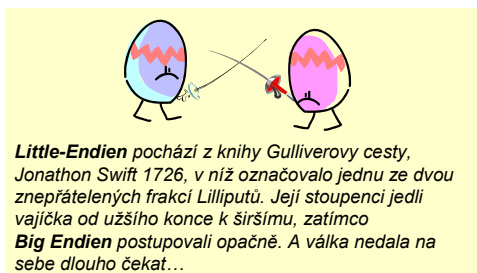 Little-Endien pochází z knihy Gulliverovy cesty,
Jonathon Swift 1726, v níž označovalo jednu ze dvou
znepřátelených frakcí Lilliputů. Její stoupenci jedli
vajíčka od užšího konce k širšímu, zatímco
Big Endien postupovali opačně. A válka nedala na
sebe dlouho čekat…